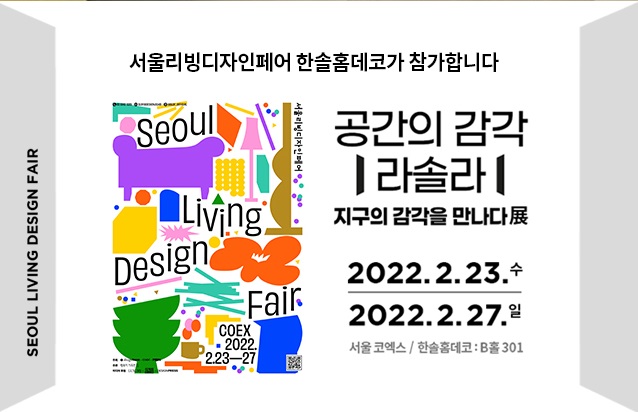 서울리빙디자인페어 한솔홈데코가 참가합니다
SEOUL LIVING DESIGN FAIR
Seoul
Living
Design
Fair
서울리빙디자인페어
COEX
2022.
2.23—27
공간의 감각
라솔라
지구의 감각을 만나다 展
2022. 2. 23. 수
2022. 2. 27. 일
서울 코엑스 / 한솔홈데코 : B홀 301